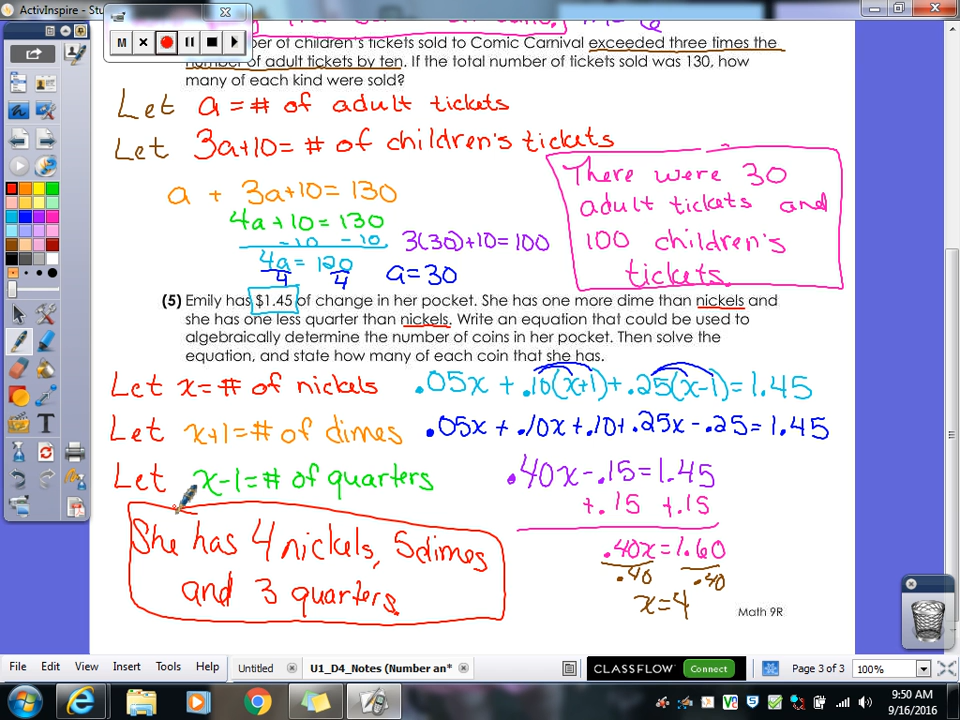 ActivInspire - Stu
ber of children's tickets sold to Comic Carnival exceeded three times the
number of adult tickets by ten. If the total number of tickets sold was 130, how
many of each kind were sold?
Let a = # of adult tickets
Let 3a+10 = # of children's tickets
a + 3a+10 = 130
4a+10 = 130
-10 -10
4a = 120
4 4
a=30
3(30)+10=100
There were 30
adult tickets and
100 children's
tickets.
(5) Emily has $1.45 of change in her pocket. She has one more dime than nickels and
she has one less quarter than nickels. Write an equation that could be used to
algebraically determine the number of coins in her pocket. Then solve the
equation, and state how many of each coin that she has.
Let x = # of nickels
.05x + .10(x+1) + .25(x-1) = 1.45
Let x+1 = # of dimes
.05x + .10x + .10 + .25x - .25 = 1.45
Let x-1 = # of quarters
.40x - .15 = 1.45
+.15 +.15
.40x = 1.60
.40 .40
x=4
She has 4 nickels, 5 dimes
and 3 quarters.
Math 9R
File Edit View Insert Tools Help Untitled U1_D4_Notes (Number an* CLASSFLOW Connect Page 3 of 3 100%
9:50 AM
9/16/2016